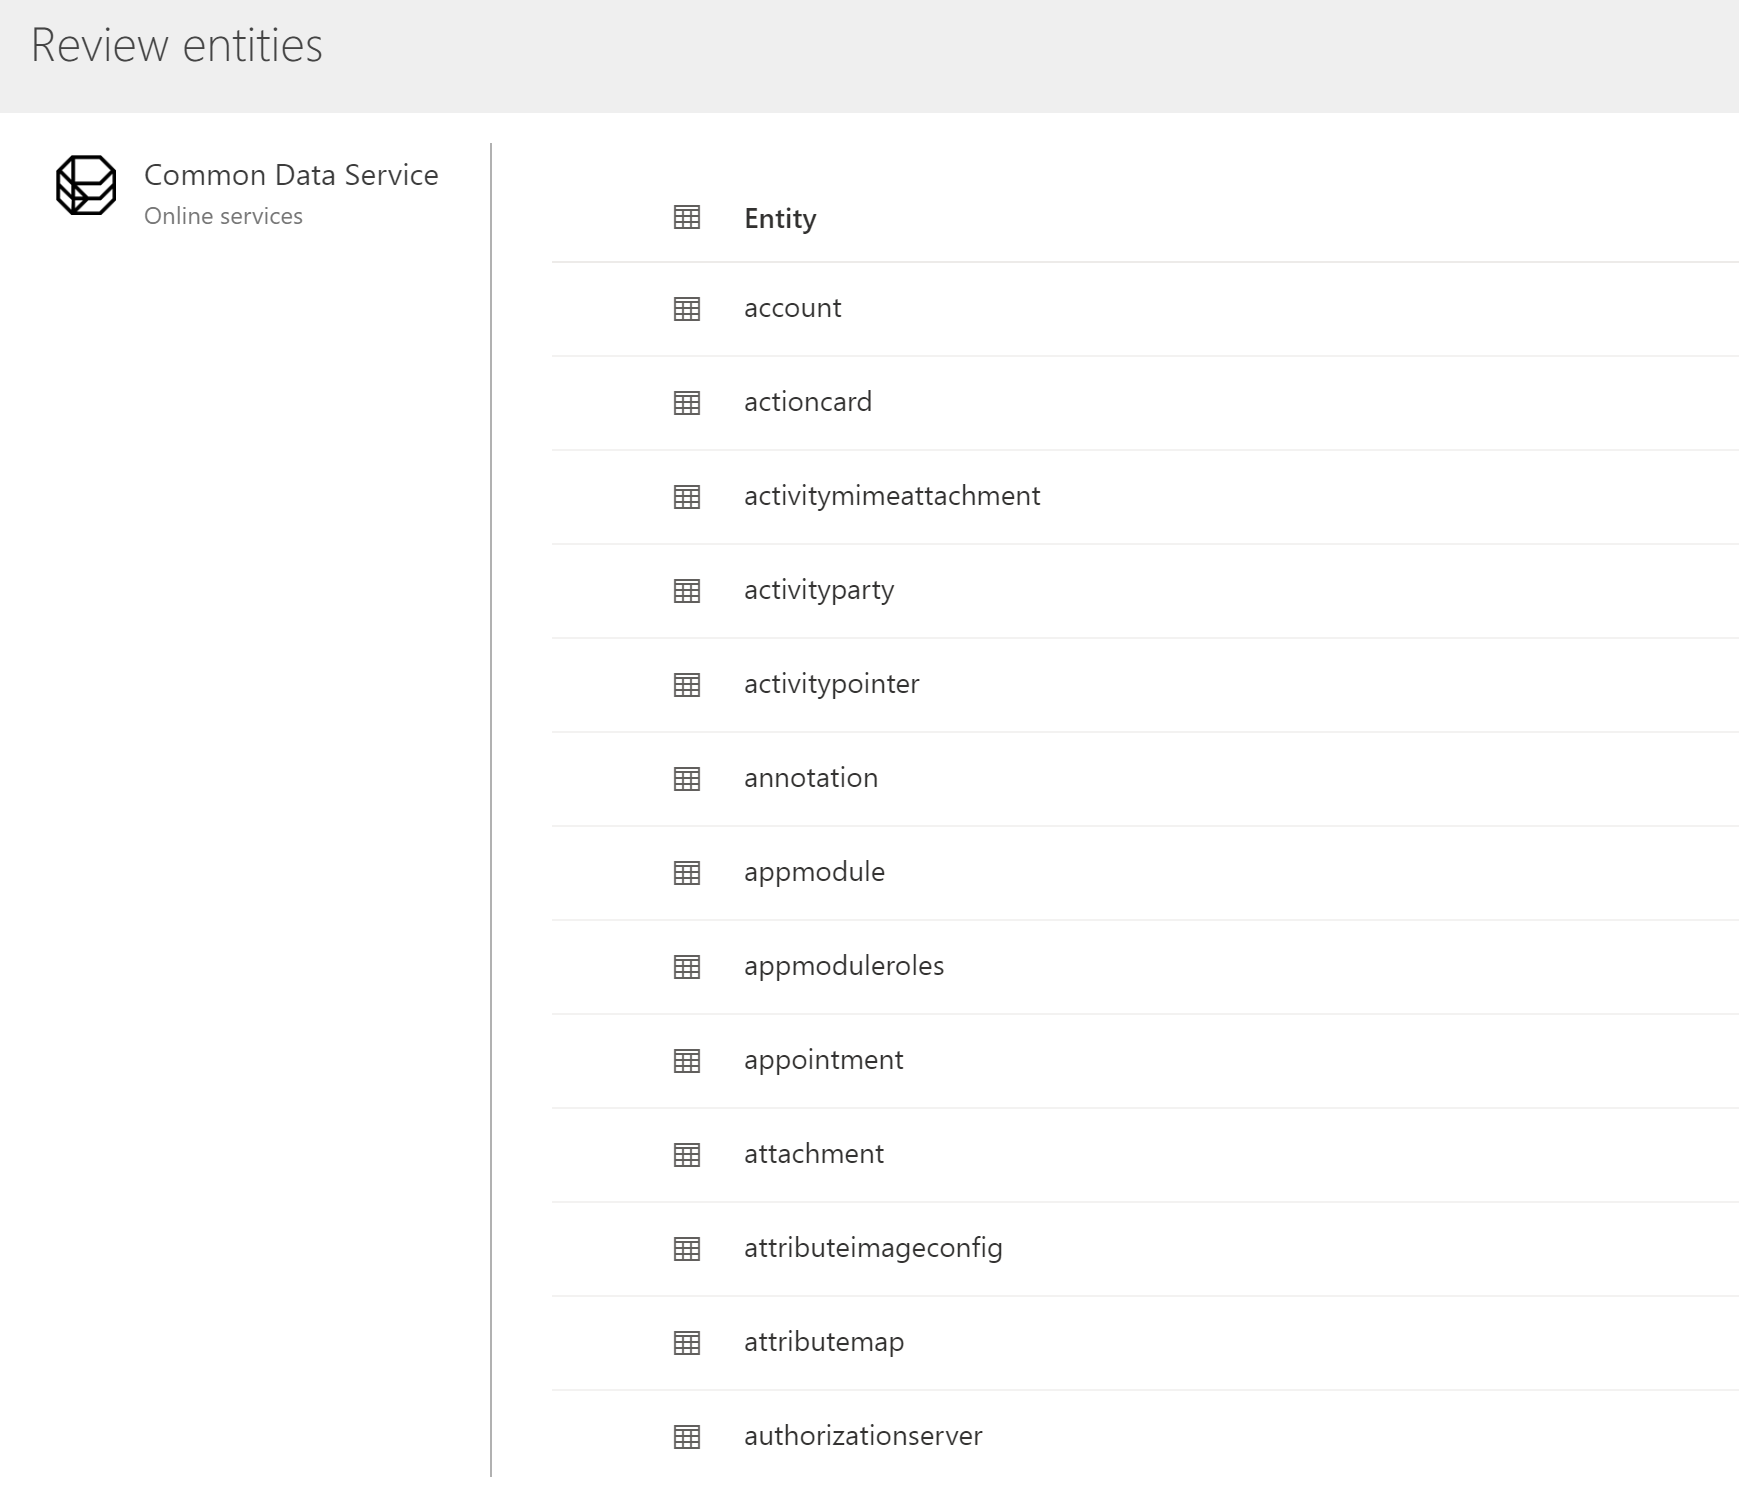 Review entities
Common Data Service
Online services
Entity
account
actioncard
activitymimeattachment
activityparty
activitypointer
annotation
appmodule
appmoduleroles
appointment
attachment
attributeimageconfig
attributemap
authorizationserver